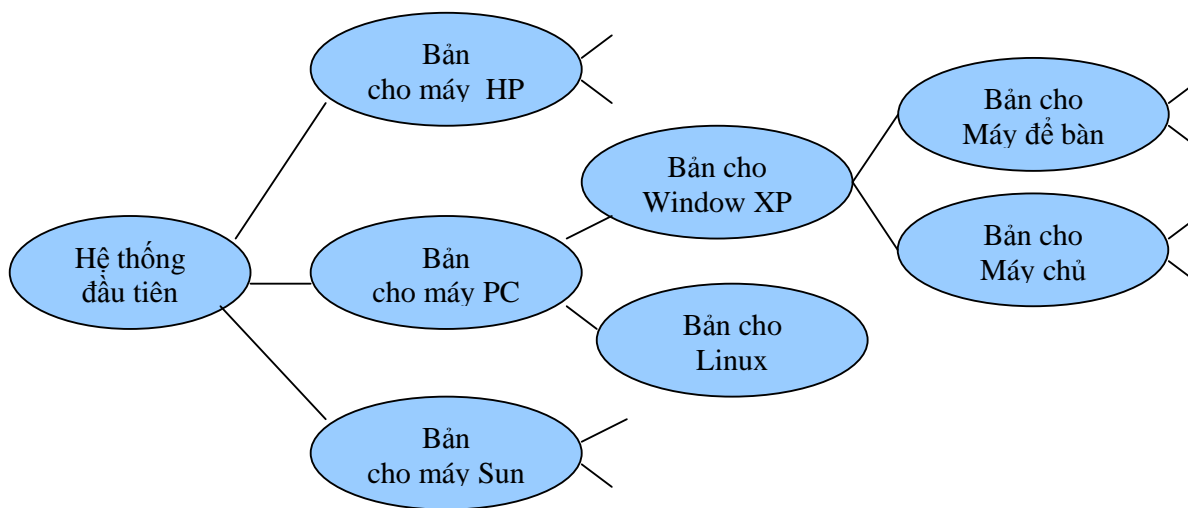 Hệ thống
đầu tiên
Bản
cho máy HP
Bản
cho máy PC
Bản
cho máy Sun
Bản cho
Window XP
Bản cho
Linux
Bản cho
Máy để bàn
Bản cho
Máy chủ